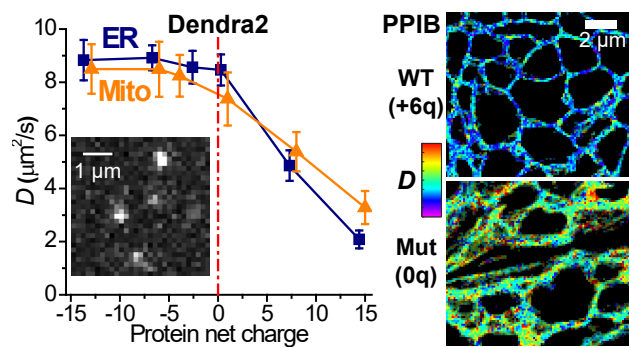 Dendra2
ER
Mito
10
8
6
4
2
0
D (μm²/s)
1 μm
-15 -10 -5 0 5 10 15
Protein net charge
PPIB
2 μm
WT
(+6q)
D
Mut
(0q)